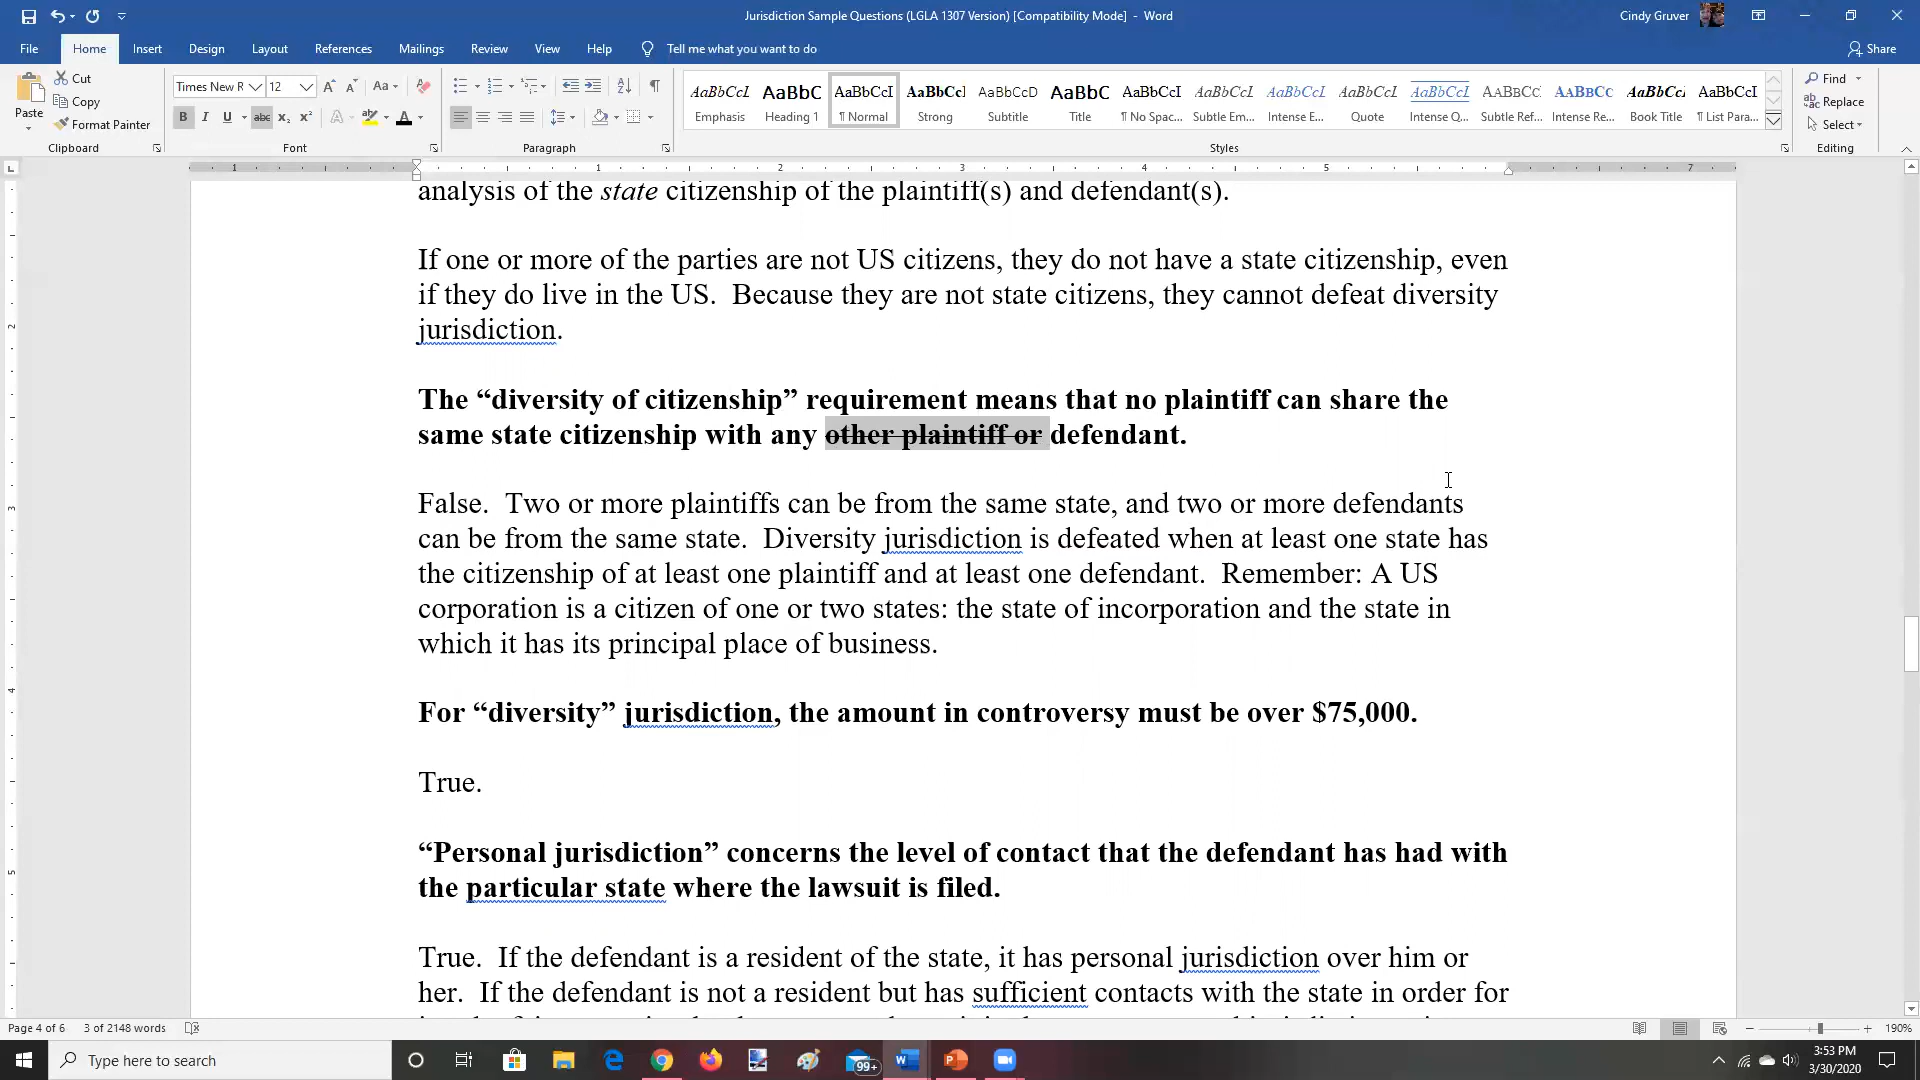 Jurisdiction Sample Questions (LGLA 1307 Version) [Compatibility Mode] - Word
Cindy Gruver
File Home Insert Design Layout References Mailings Review View Help Tell me what you want to do
Share
Paste
Cut
Copy
Format Painter
Clipboard
Times New R 12
Font
Paragraph
AaBbCcI AaBbC AaBbCcI AaBbCcI AaBbCcD AaBbC AaBbCcI AaBbCcI AaBbCcI AaBbCcI AaBbCcI AABBCC AABBCC AaBbCcI AaBbCcI
Emphasis Heading 1 ¶ Normal Strong Subtitle Title ¶ No Spac... Subtle Em... Intense E... Quote Intense Q... Subtle Ref... Intense Re... Book Title ¶ List Para...
Styles
Find
Replace
Select
Editing
1 1 2 3 4 5 7
analysis of the state citizenship of the plaintiff(s) and defendant(s).
If one or more of the parties are not US citizens, they do not have a state citizenship, even
if they do live in the US. Because they are not state citizens, they cannot defeat diversity
jurisdiction.
The “diversity of citizenship” requirement means that no plaintiff can share the
same state citizenship with any other plaintiff or defendant.
False. Two or more plaintiffs can be from the same state, and two or more defendants
can be from the same state. Diversity jurisdiction is defeated when at least one state has
the citizenship of at least one plaintiff and at least one defendant. Remember: A US
corporation is a citizen of one or two states: the state of incorporation and the state in
which it has its principal place of business.
For “diversity” jurisdiction, the amount in controversy must be over $75,000.
True.
“Personal jurisdiction” concerns the level of contact that the defendant has had with
the particular state where the lawsuit is filed.
True. If the defendant is a resident of the state, it has personal jurisdiction over him or
her. If the defendant is not a resident but has sufficient contacts with the state in order for
Page 4 of 6 3 of 2148 words
190%
Type here to search
99+
3:53 PM
3/30/2020